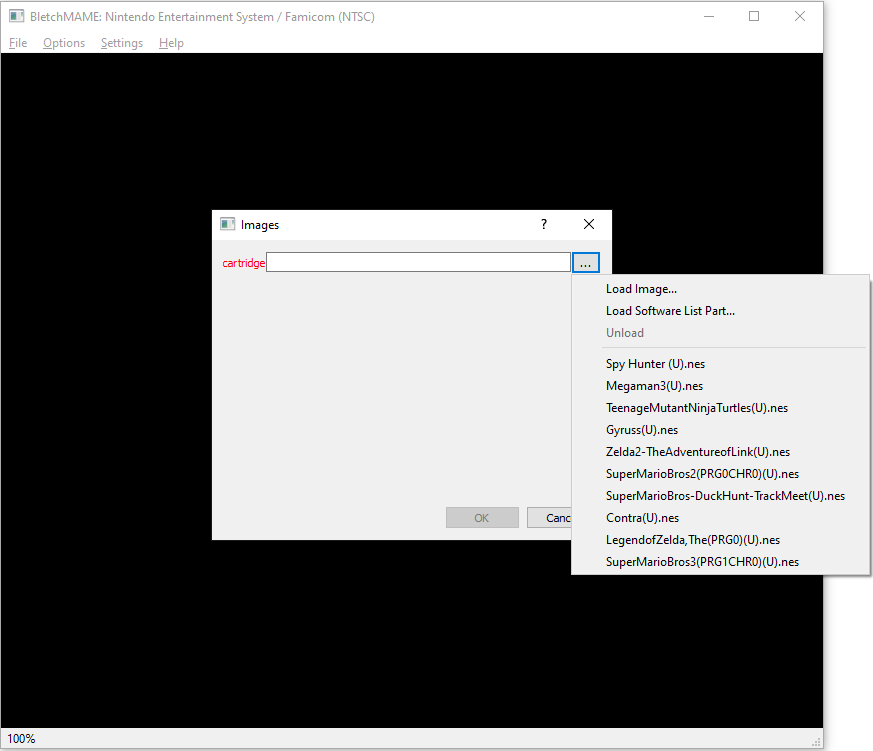 BletchMAME: Nintendo Entertainment System / Famicom (NTSC)
File Options Settings Help
Images ?
cartridge ...
Load Image...
Load Software List Part...
Unload
Spy Hunter (U).nes
Megaman3(U).nes
TeenageMutantNinjaTurtles(U).nes
Gyruss(U).nes
Zelda2-TheAdventureofLink(U).nes
SuperMarioBros2(PRG0CHR0)(U).nes
SuperMarioBros-DuckHunt-TrackMeet(U).nes
Contra(U).nes
LegendofZelda,The(PRG0)(U).nes
SuperMarioBros3(PRG1CHR0)(U).nes
OK Canc
100%